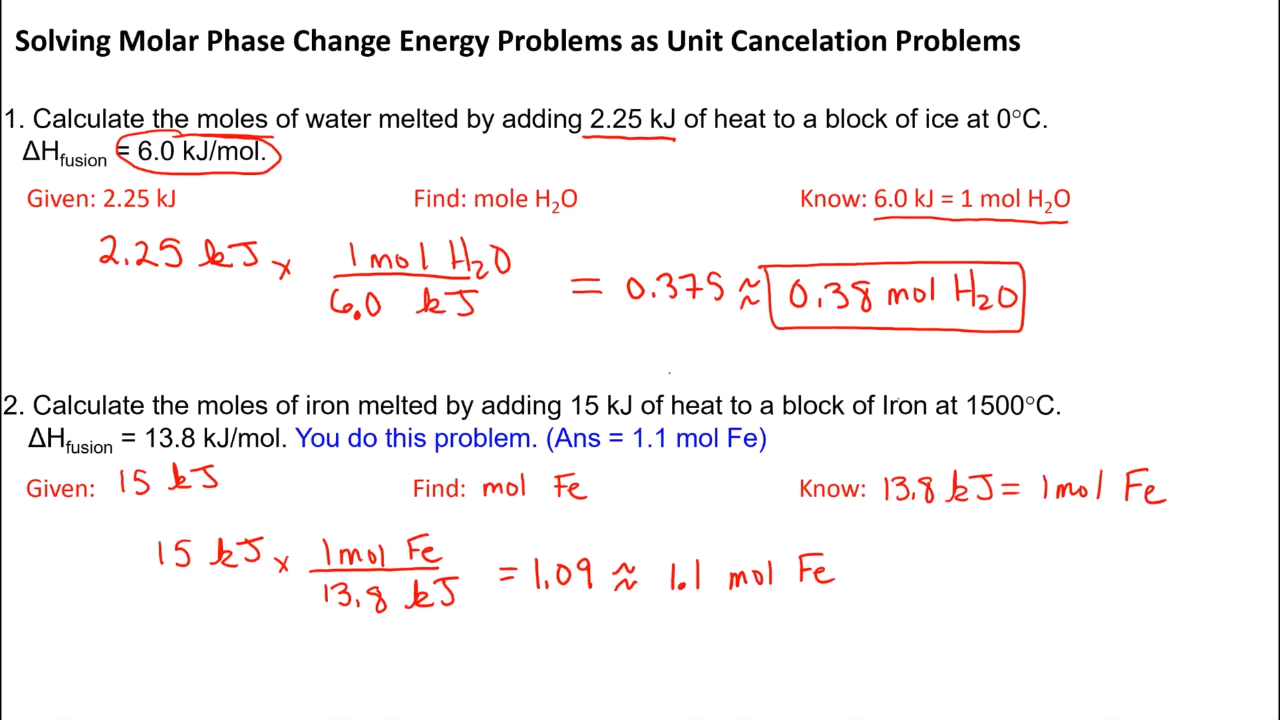 Solving Molar Phase Change Energy Problems as Unit Cancelation Problems
1. Calculate the moles of water melted by adding 2.25 kJ of heat to a block of ice at 0°C.
ΔHfusion = 6.0 kJ/mol.
Given: 2.25 kJ Find: mole H₂O Know: 6.0 kJ = 1 mol H₂O
2.25 kJ x 1 mol H₂O
6.0 kJ
= 0.375 ≈ 0.38 mol H₂O
2. Calculate the moles of iron melted by adding 15 kJ of heat to a block of Iron at 1500°C.
ΔHfusion = 13.8 kJ/mol. You do this problem. (Ans = 1.1 mol Fe)
Given: 15 kJ Find: mol Fe Know: 13.8 kJ = 1 mol Fe
15 kJ x 1 mol Fe
13.8 kJ
= 1.09 ≈ 1.1 mol Fe